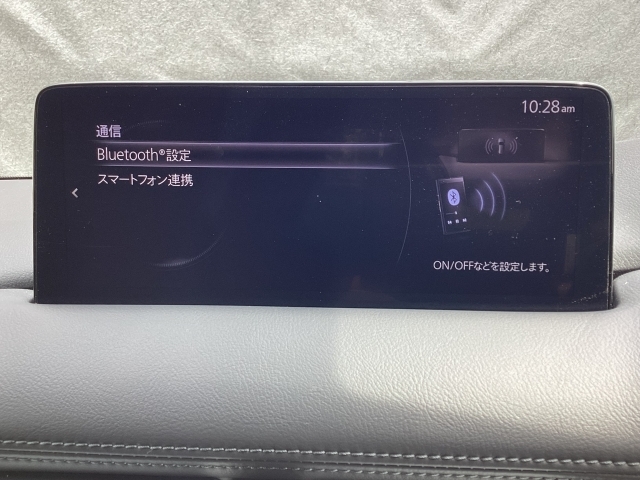 10:28am
通信
Bluetooth®設定
スマートフォン連携
ON/OFFなどを設定します。